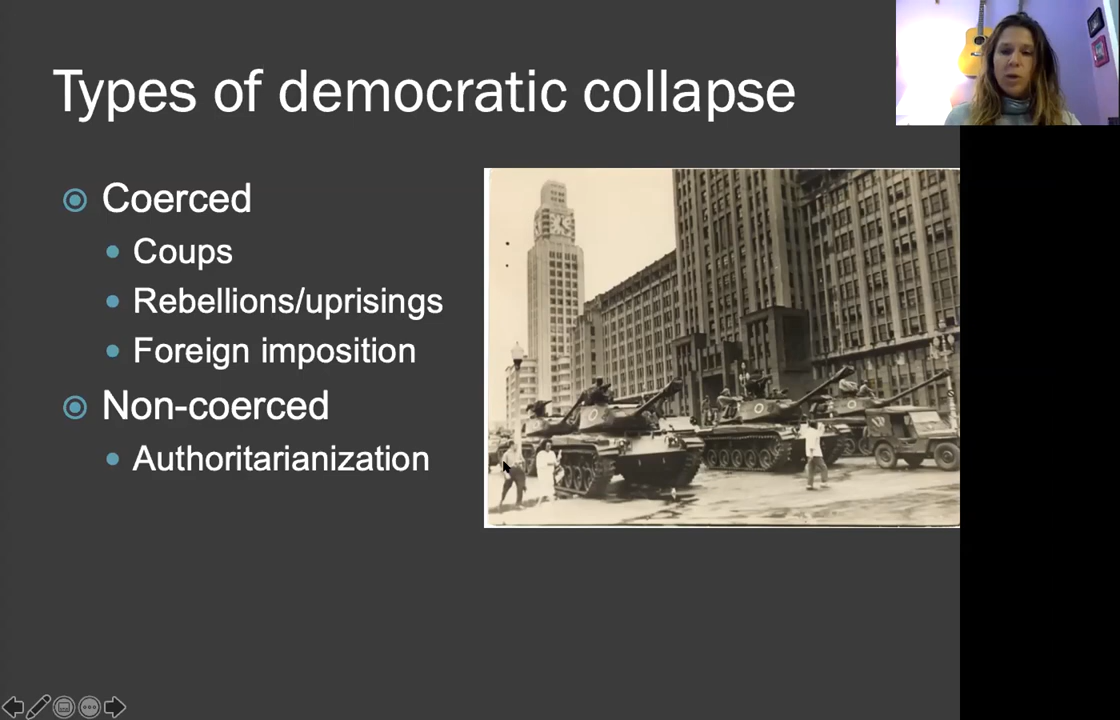 Types of democratic collapse
Coerced
Coups
Rebellions/uprisings
Foreign imposition
Non-coerced
Authoritarianization